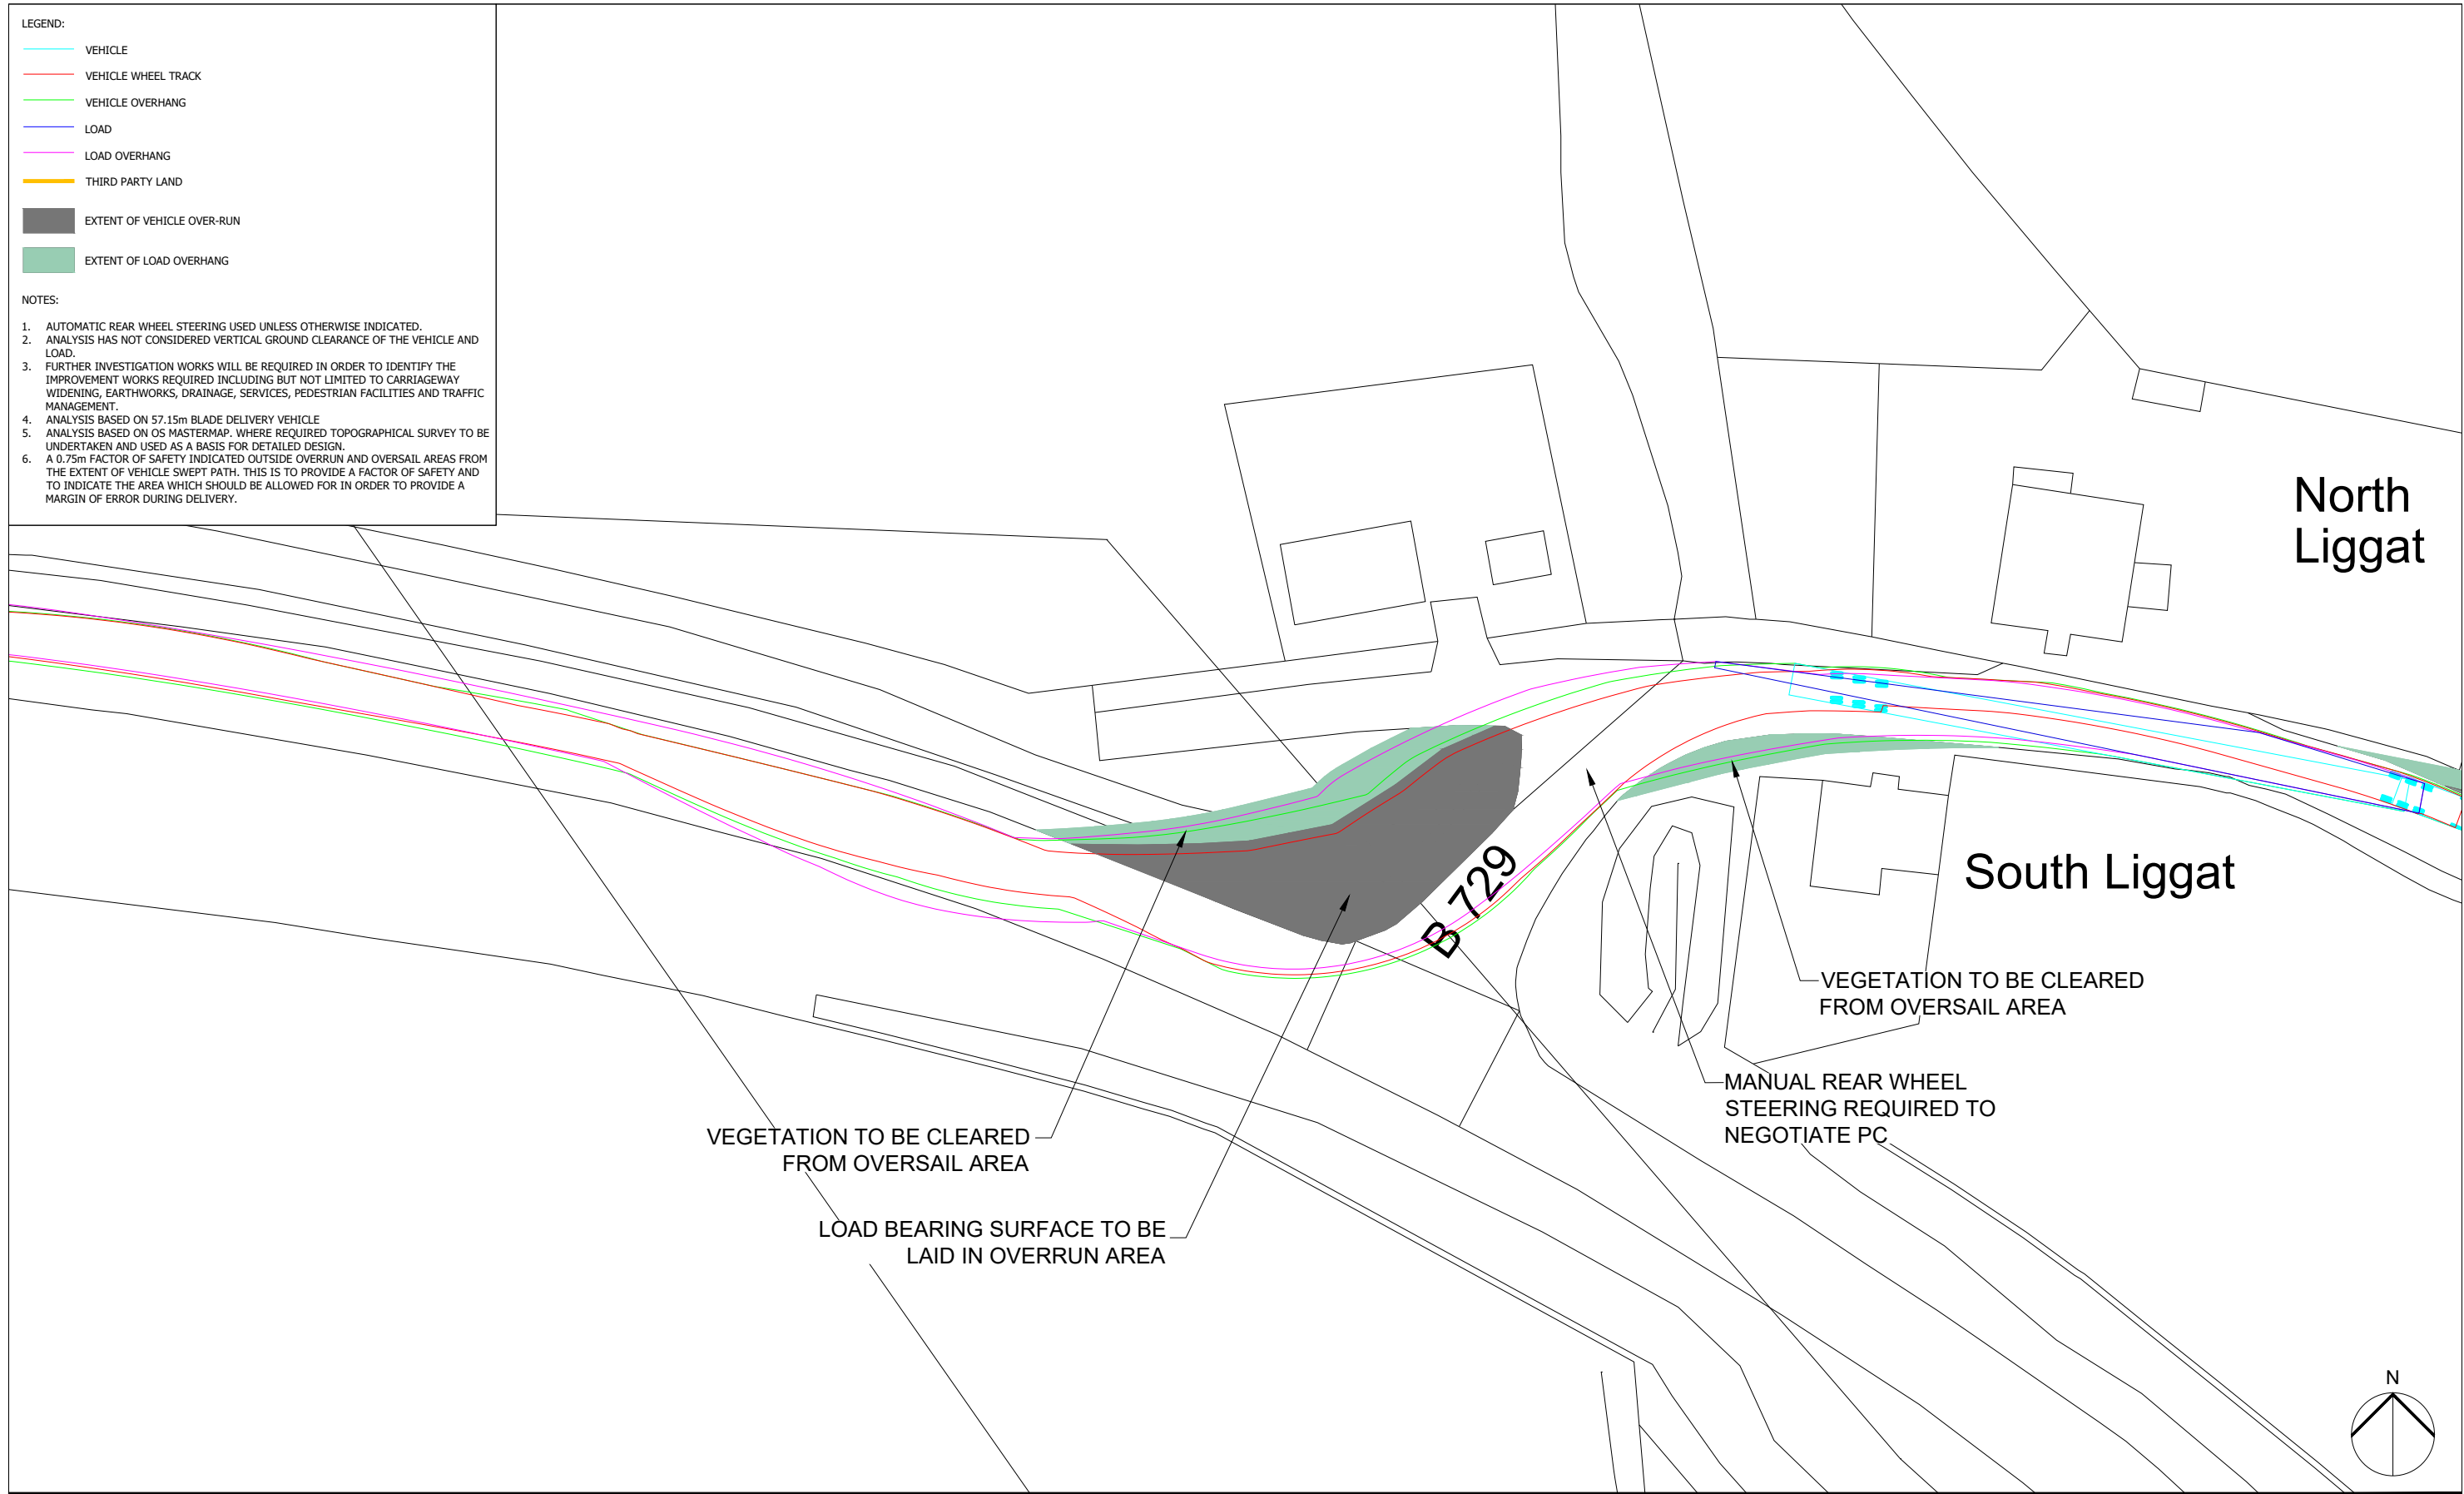 LEGEND:
VEHICLE
VEHICLE WHEEL TRACK
VEHICLE OVERHANG
LOAD
LOAD OVERHANG
THIRD PARTY LAND
EXTENT OF VEHICLE OVER-RUN
EXTENT OF LOAD OVERHANG
NOTES:
1. AUTOMATIC REAR WHEEL STEERING USED UNLESS OTHERWISE INDICATED.
2. ANALYSIS HAS NOT CONSIDERED VERTICAL GROUND CLEARANCE OF THE VEHICLE AND
LOAD.
3. FURTHER INVESTIGATION WORKS WILL BE REQUIRED IN ORDER TO IDENTIFY THE
IMPROVEMENT WORKS REQUIRED INCLUDING BUT NOT LIMITED TO CARRIAGEWAY
WIDENING, EARTHWORKS, DRAINAGE, SERVICES, PEDESTRIAN FACILITIES AND TRAFFIC
MANAGEMENT.
4. ANALYSIS BASED ON 57.15m BLADE DELIVERY VEHICLE
5. ANALYSIS BASED ON OS MASTERMAP. WHERE REQUIRED TOPOGRAPHICAL SURVEY TO BE
UNDERTAKEN AND USED AS A BASIS FOR DETAILED DESIGN.
6. A 0.75m FACTOR OF SAFETY INDICATED OUTSIDE OVERRUN AND OVERSAIL AREAS FROM
THE EXTENT OF VEHICLE SWEPT PATH. THIS IS TO PROVIDE A FACTOR OF SAFETY AND
TO INDICATE THE AREA WHICH SHOULD BE ALLOWED FOR IN ORDER TO PROVIDE A
MARGIN OF ERROR DURING DELIVERY.
North
Liggat
South Liggat
B 729
VEGETATION TO BE CLEARED
FROM OVERSAIL AREA
MANUAL REAR WHEEL
STEERING REQUIRED TO
NEGOTIATE PC
VEGETATION TO BE CLEARED
FROM OVERSAIL AREA
LOAD BEARING SURFACE TO BE
LAID IN OVERRUN AREA
N